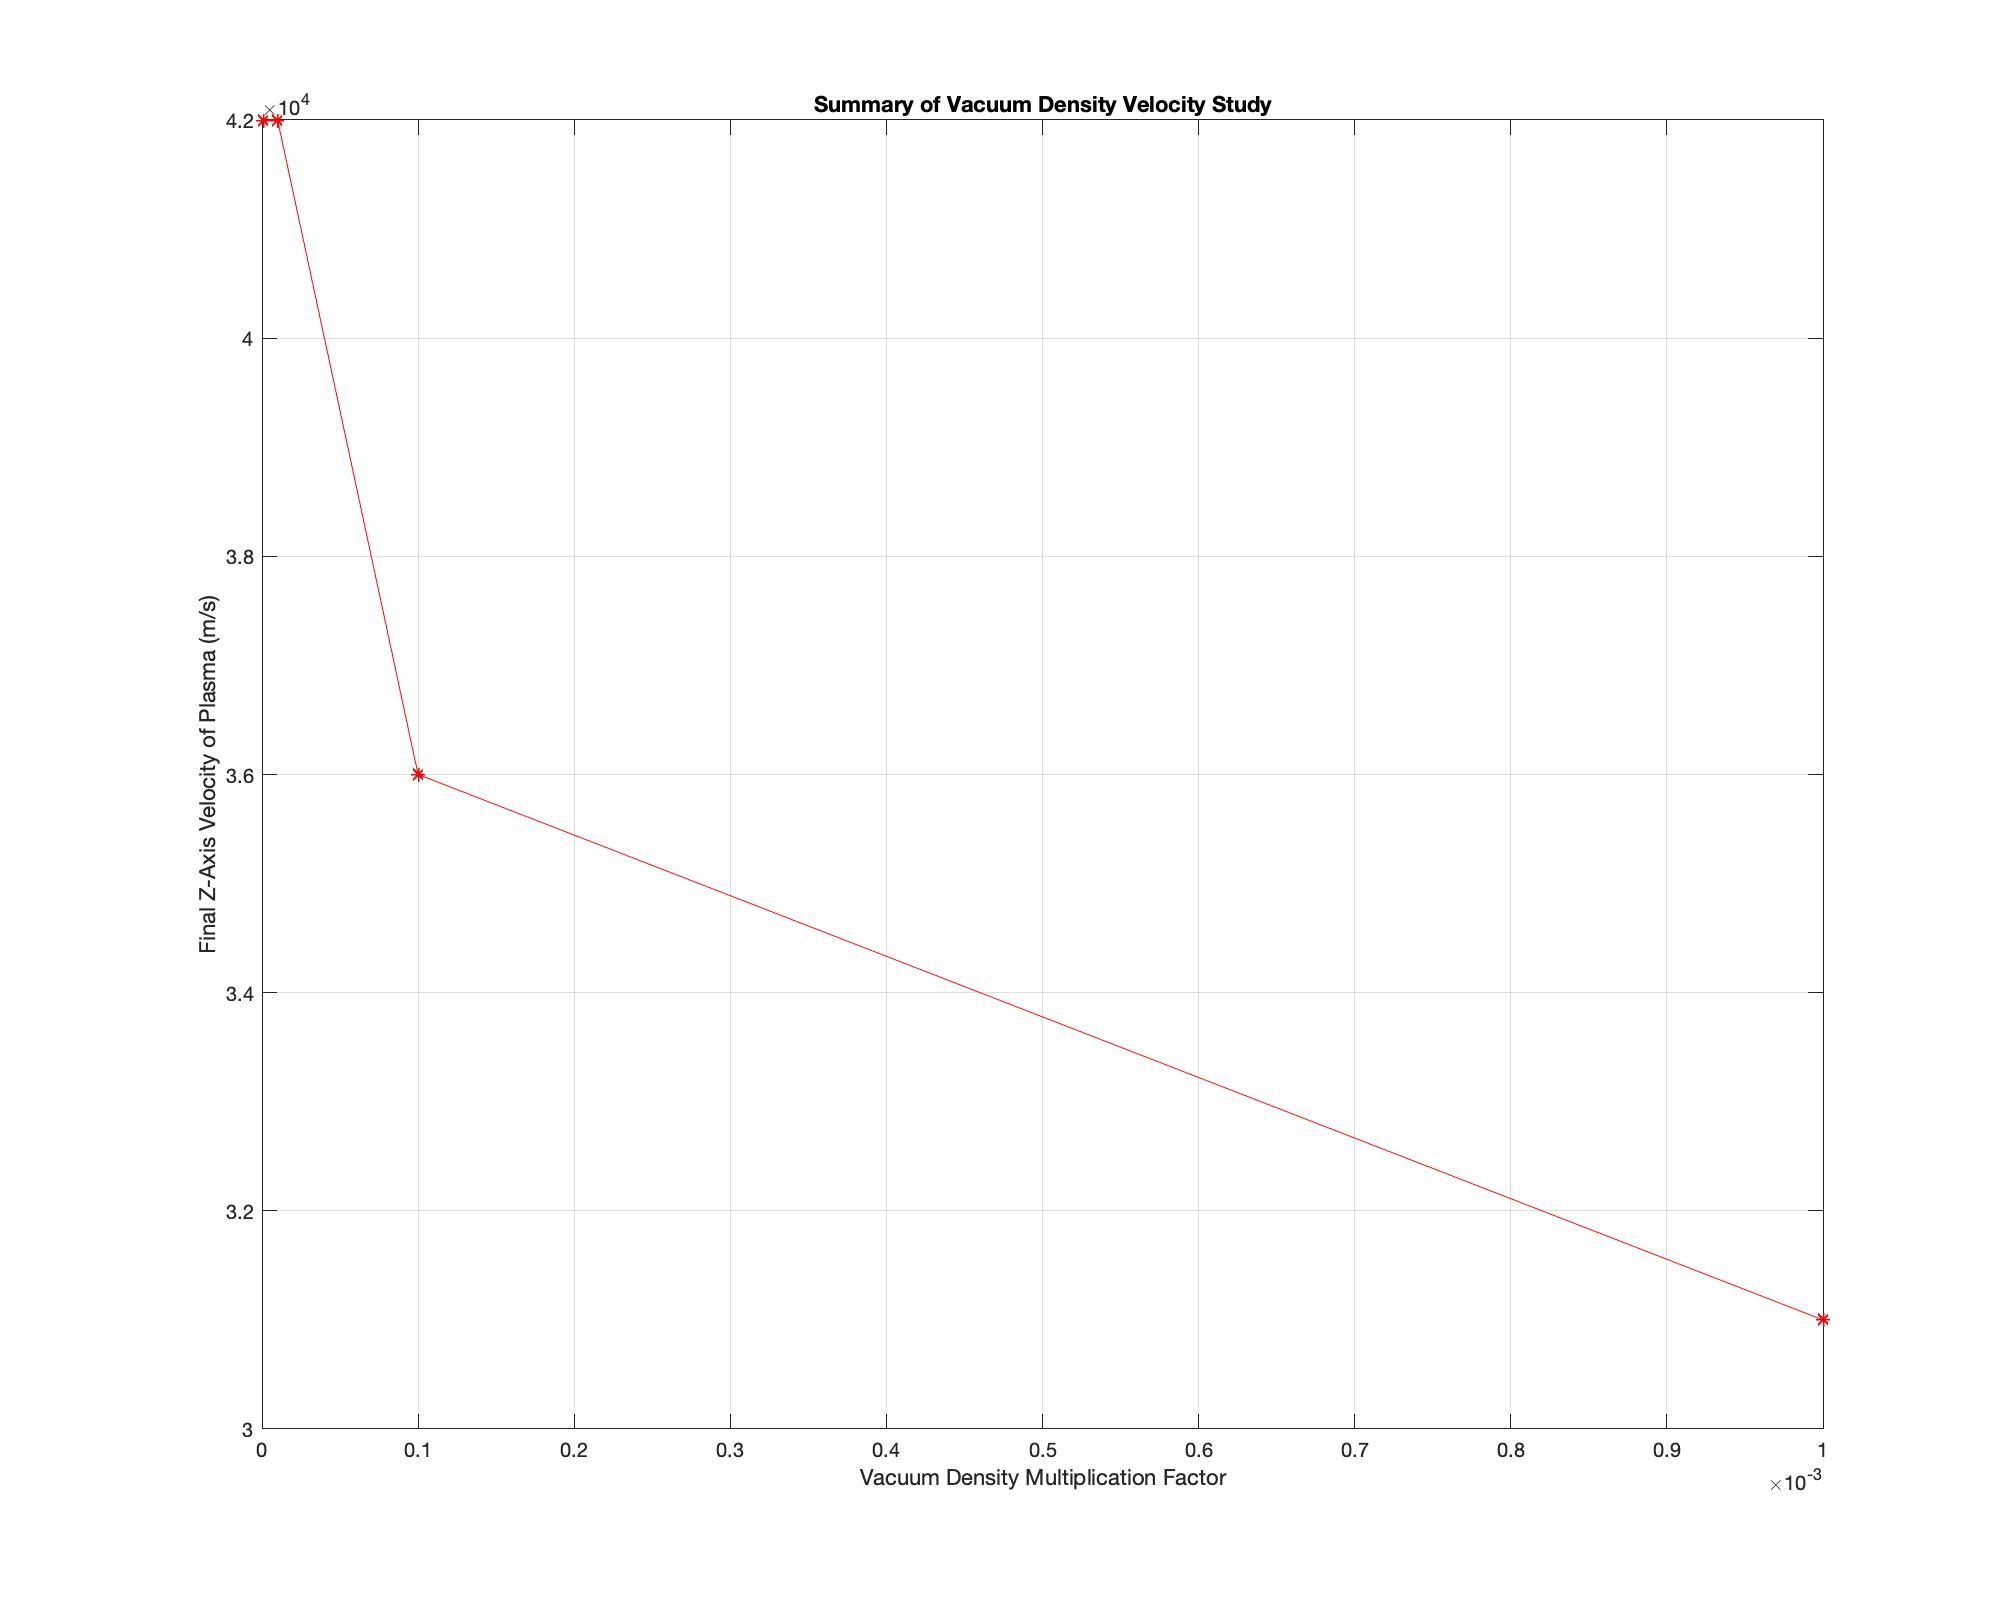 Summary of Vacuum Density Velocity Study
×10⁴
4.2
4
3.8
3.6
3.4
3.2
3
Final Z-Axis Velocity of Plasma (m/s)
0 0.1 0.2 0.3 0.4 0.5 0.6 0.7 0.8 0.9 1
Vacuum Density Multiplication Factor
×10⁻³